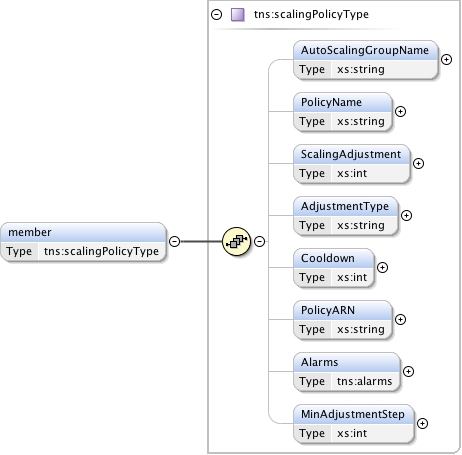 tns:scalingPolicyType
AutoScalingGroupName
Type xs:string
PolicyName
Type xs:string
ScalingAdjustment
Type xs:int
AdjustmentType
Type xs:string
member
Type tns:scalingPolicyType
Cooldown
Type xs:int
PolicyARN
Type xs:string
Alarms
Type tns:alarms
MinAdjustmentStep
Type xs:int